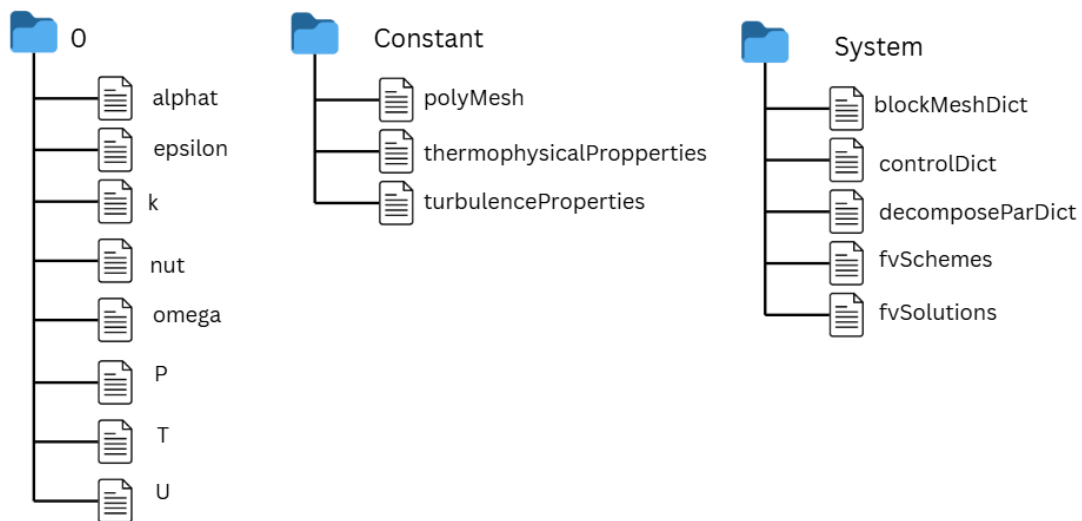 0
alphat
epsilon
k
nut
omega
P
T
U
Constant
polyMesh
thermophysicalPropperties
turbulenceProperties
System
blockMeshDict
controlDict
decomposeParDict
fvSchemes
fvSolutions